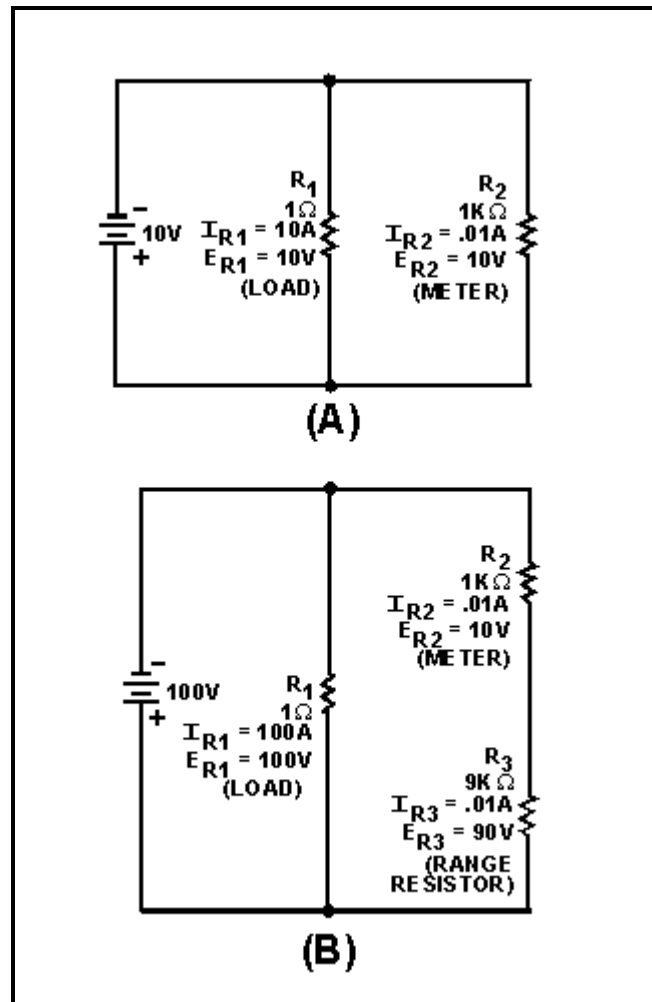 -
10V
+
R1
1Ω
IR1 = 10A
ER1 = 10V
(LOAD)
R2
1KΩ
IR2 = .01A
ER2 = 10V
(METER)
(A)
-
100V
+
R1
1Ω
IR1 = 100A
ER1 = 100V
(LOAD)
R2
1KΩ
IR2 = .01A
ER2 = 10V
(METER)
R3
9KΩ
IR3 = .01A
ER3 = 90V
(RANGE
RESISTOR)
(B)